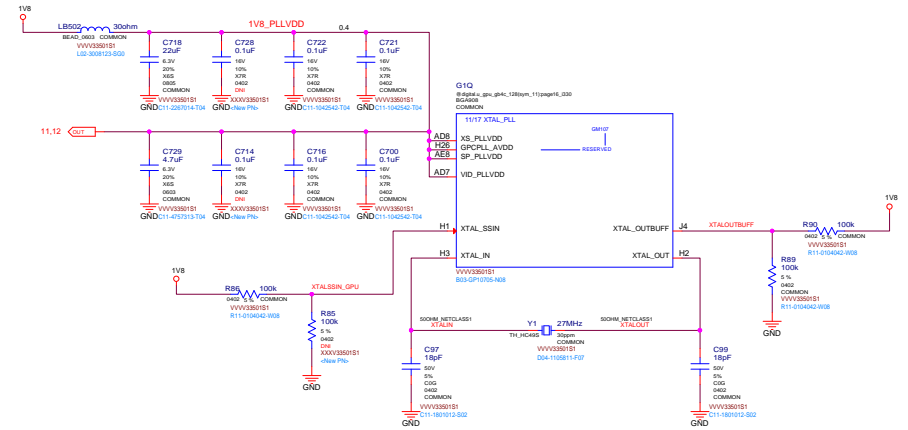 1V8
LB502 30ohm
BEAD_0603 COMMON
VVVV33501S1
L02-3008123-SG0
1V8_PLLVDD
0.4
C718
22uF
6.3V
20%
X6S
0805
COMMON
VVVV33501S1
GND C11-2267014-T04
C728
0.1uF
16V
10%
X7R
0402
DNI
XXXV33501S1
GND <New PN>
C722
0.1uF
16V
10%
X7R
0402
COMMON
VVVV33501S1
GND C11-1042542-T04
C721
0.1uF
16V
10%
X7R
0402
COMMON
VVVV33501S1
GND C11-1042542-T04
11,12 OUT
C729
4.7uF
6.3V
20%
X6S
0603
COMMON
VVVV33501S1
GND C11-4757313-T04
C714
0.1uF
16V
10%
X7R
0402
DNI
XXXV33501S1
GND <New PN>
C716
0.1uF
16V
10%
X7R
0402
COMMON
VVVV33501S1
GND C11-1042542-T04
C700
0.1uF
16V
10%
X7R
0402
COMMON
VVVV33501S1
GND C11-1042542-T04
G1Q
@digital.u_gpu_gb4c_128(sym_11):page16_I330
BGA908
COMMON
11/17 XTAL_PLL
GM107
RESERVED
AD8 XS_PLLVDD
H26 GPCPLL_AVDD
AE8 SP_PLLVDD
AD7 VID_PLLVDD
H1 XTAL_SSIN
XTAL_OUTBUFF J4
H3 XTAL_IN
XTAL_OUT H2
VVVV33501S1
B03-GP10705-N08
1V8
XTALOUTBUFF
R90 100k
0402 5 % COMMON
VVVV33501S1
R11-0104042-W08
R89
100k
5 %
0402
COMMON
VVVV33501S1
R11-0104042-W08
GND
1V8
R86 100k
0402 5 % COMMON
VVVV33501S1
R11-0104042-W08
XTALSSIN_GPU
R85
100k
5 %
0402
DNI
XXXV33501S1
<New PN>
GND
50OHM_NETCLASS1
XTALIN
Y1 27MHz
TH_HC49S 30ppm
COMMON
VVVV33501S1
D04-1105811-F07
50OHM_NETCLASS1
XTALOUT
C97
18pF
50V
5%
C0G
0402
COMMON
VVVV33501S1
C11-1801012-S02
GND
C99
18pF
50V
5%
C0G
0402
COMMON
VVVV33501S1
C11-1801012-S02
GND